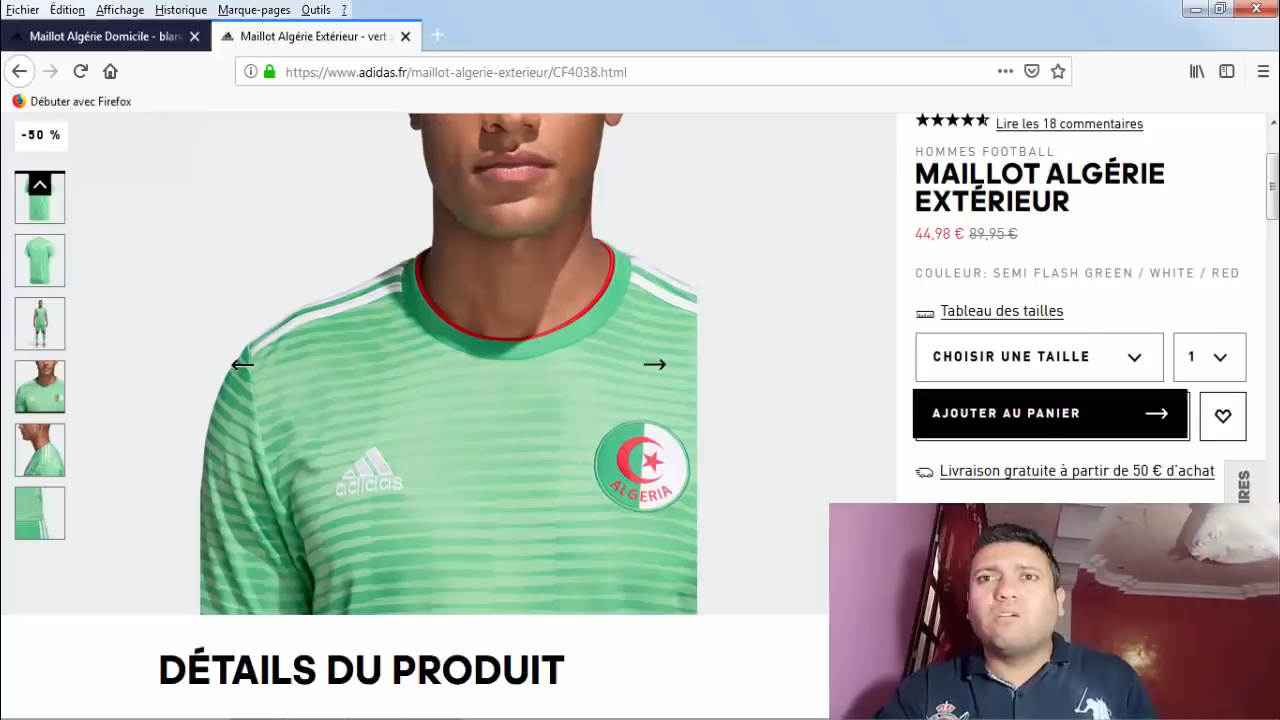 Fichier Édition Affichage Historique Marque-pages Outils ?
Maillot Algérie Domicile - blan
Maillot Algérie Extérieur - vert a
https://www.adidas.fr/maillot-algerie-exterieur/CF4038.html
Débuter avec Firefox
-50 %
adidas
ALGERIA
Lire les 18 commentaires
HOMMES FOOTBALL
MAILLOT ALGÉRIE
EXTÉRIEUR
44,98 € 89,95 €
COULEUR: SEMI FLASH GREEN / WHITE / RED
Tableau des tailles
CHOISIR UNE TAILLE
1
AJOUTER AU PANIER
Livraison gratuite à partir de 50 € d'achat
DÉTAILS DU PRODUIT